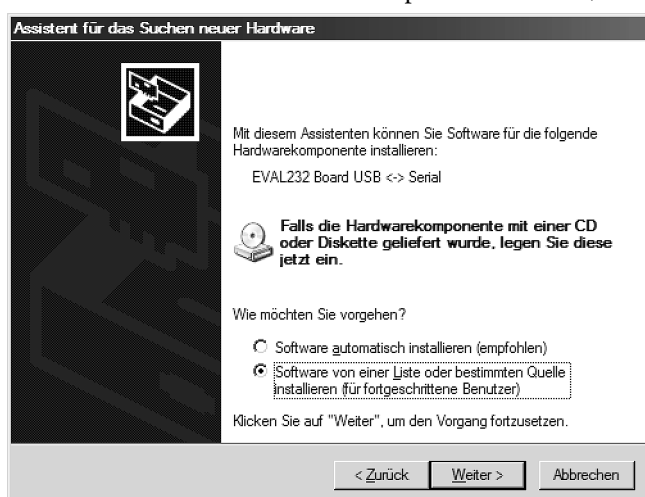 Assistent für das Suchen neuer Hardware
Mit diesem Assistenten können Sie Software für die folgende
Hardwarekomponente installieren:
EVAL232 Board USB <-> Serial
Falls die Hardwarekomponente mit einer CD
oder Diskette geliefert wurde, legen Sie diese
jetzt ein.
Wie möchten Sie vorgehen?
Software automatisch installieren (empfohlen)
Software von einer Liste oder bestimmten Quelle
installieren (für fortgeschrittene Benutzer)
Klicken Sie auf "Weiter", um den Vorgang fortzusetzen.
< Zurück Weiter > Abbrechen